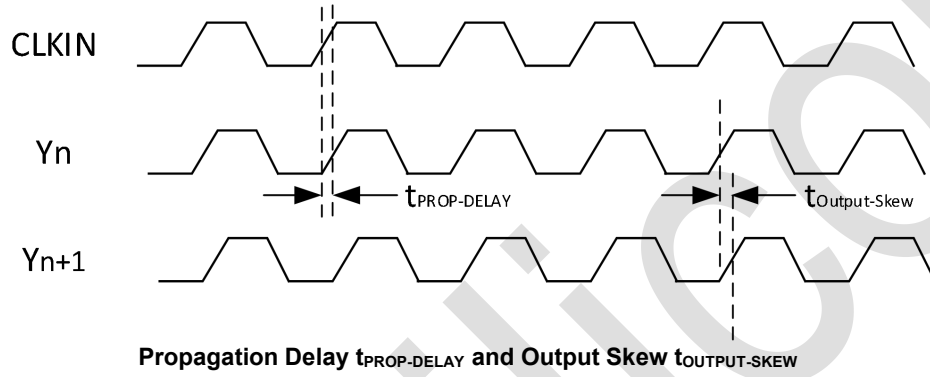 CLKIN
Yn
tPROP-DELAY
tOutput-Skew
Yn+1
Propagation Delay tPROP-DELAY and Output Skew tOUTPUT-SKEW